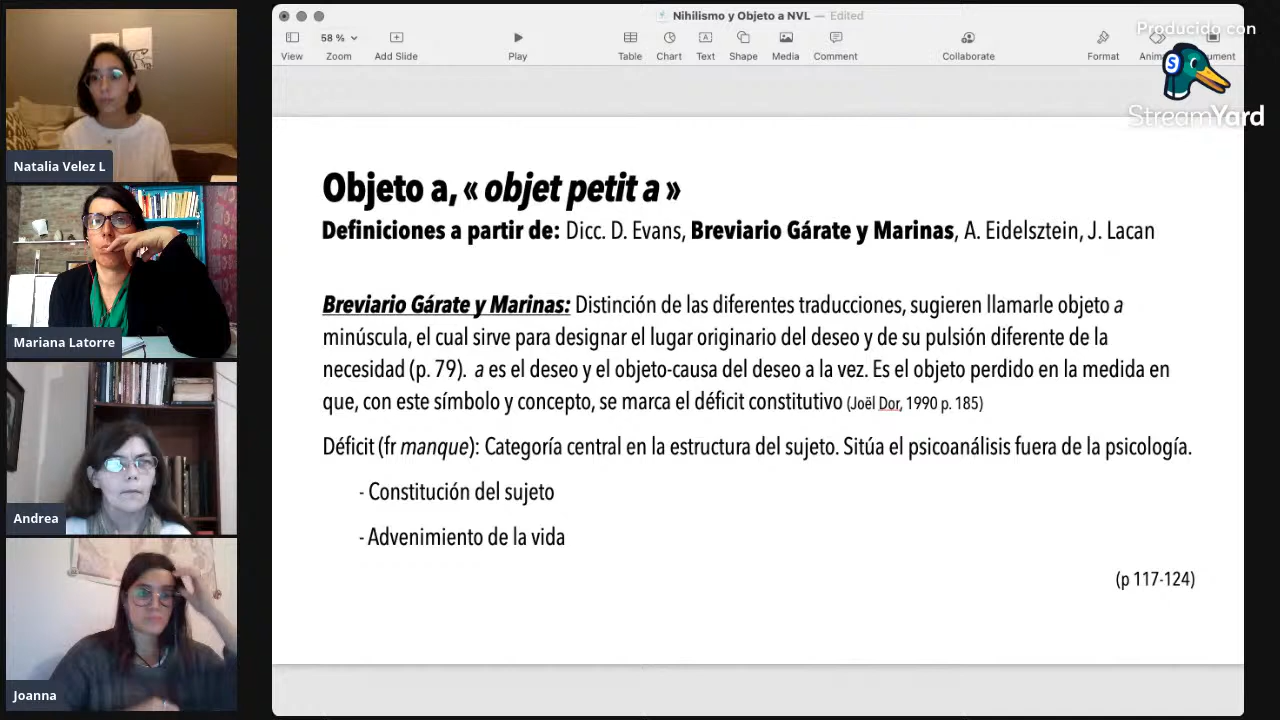 Nihilismo y Objeto a NVL — Edited
58 %
View
Zoom
Add Slide
Play
Table
Chart
Text
Shape
Media
Comment
Collaborate
Format
Producido con
StreamYard
Natalia Velez L
Mariana Latorre
Andrea
Joanna
Objeto a, « objet petit a »
Definiciones a partir de: Dicc. D. Evans, Breviario Gárate y Marinas, A. Eidelsztein, J. Lacan
Breviario Gárate y Marinas: Distinción de las diferentes traducciones, sugieren llamarle objeto a
minúscula, el cual sirve para designar el lugar originario del deseo y de su pulsión diferente de la
necesidad (p. 79). a es el deseo y el objeto-causa del deseo a la vez. Es el objeto perdido en la medida en
que, con este símbolo y concepto, se marca el déficit constitutivo (Joël Dor, 1990 p. 185)
Déficit (fr manque): Categoría central en la estructura del sujeto. Sitúa el psicoanálisis fuera de la psicología.
- Constitución del sujeto
- Advenimiento de la vida
(p 117-124)